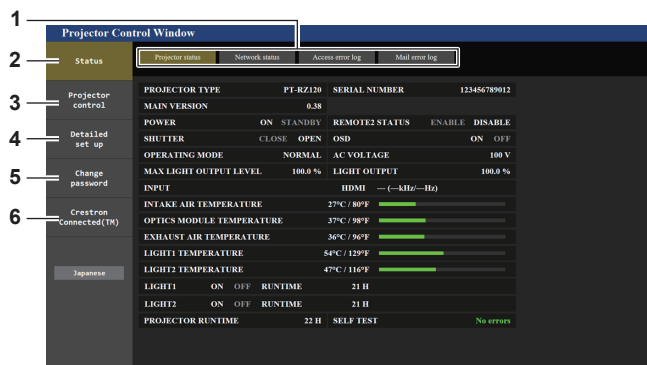 1
Projector Control Window
2
Status
Projector status Network status Access error log Mail error log
3
Projector
control
4
Detailed
set up
5
Change
password
6
Crestron
Connected(TM)
Japanese
PROJECTOR TYPE PT-RZ120 SERIAL NUMBER 123456789012
MAIN VERSION 0.38
POWER ON STANDBY REMOTE2 STATUS ENABLE DISABLE
SHUTTER CLOSE OPEN OSD ON OFF
OPERATING MODE NORMAL AC VOLTAGE 100 V
MAX LIGHT OUTPUT LEVEL 100.0 % LIGHT OUTPUT 100.0 %
INPUT HDMI --- (---kHz/---Hz)
INTAKE AIR TEMPERATURE 27°C / 80°F
OPTICS MODULE TEMPERATURE 37°C / 98°F
EXHAUST AIR TEMPERATURE 36°C / 96°F
LIGHT1 TEMPERATURE 54°C / 129°F
LIGHT2 TEMPERATURE 47°C / 116°F
LIGHT1 ON OFF RUNTIME 21 H
LIGHT2 ON OFF RUNTIME 21 H
PROJECTOR RUNTIME 22 H SELF TEST No errors